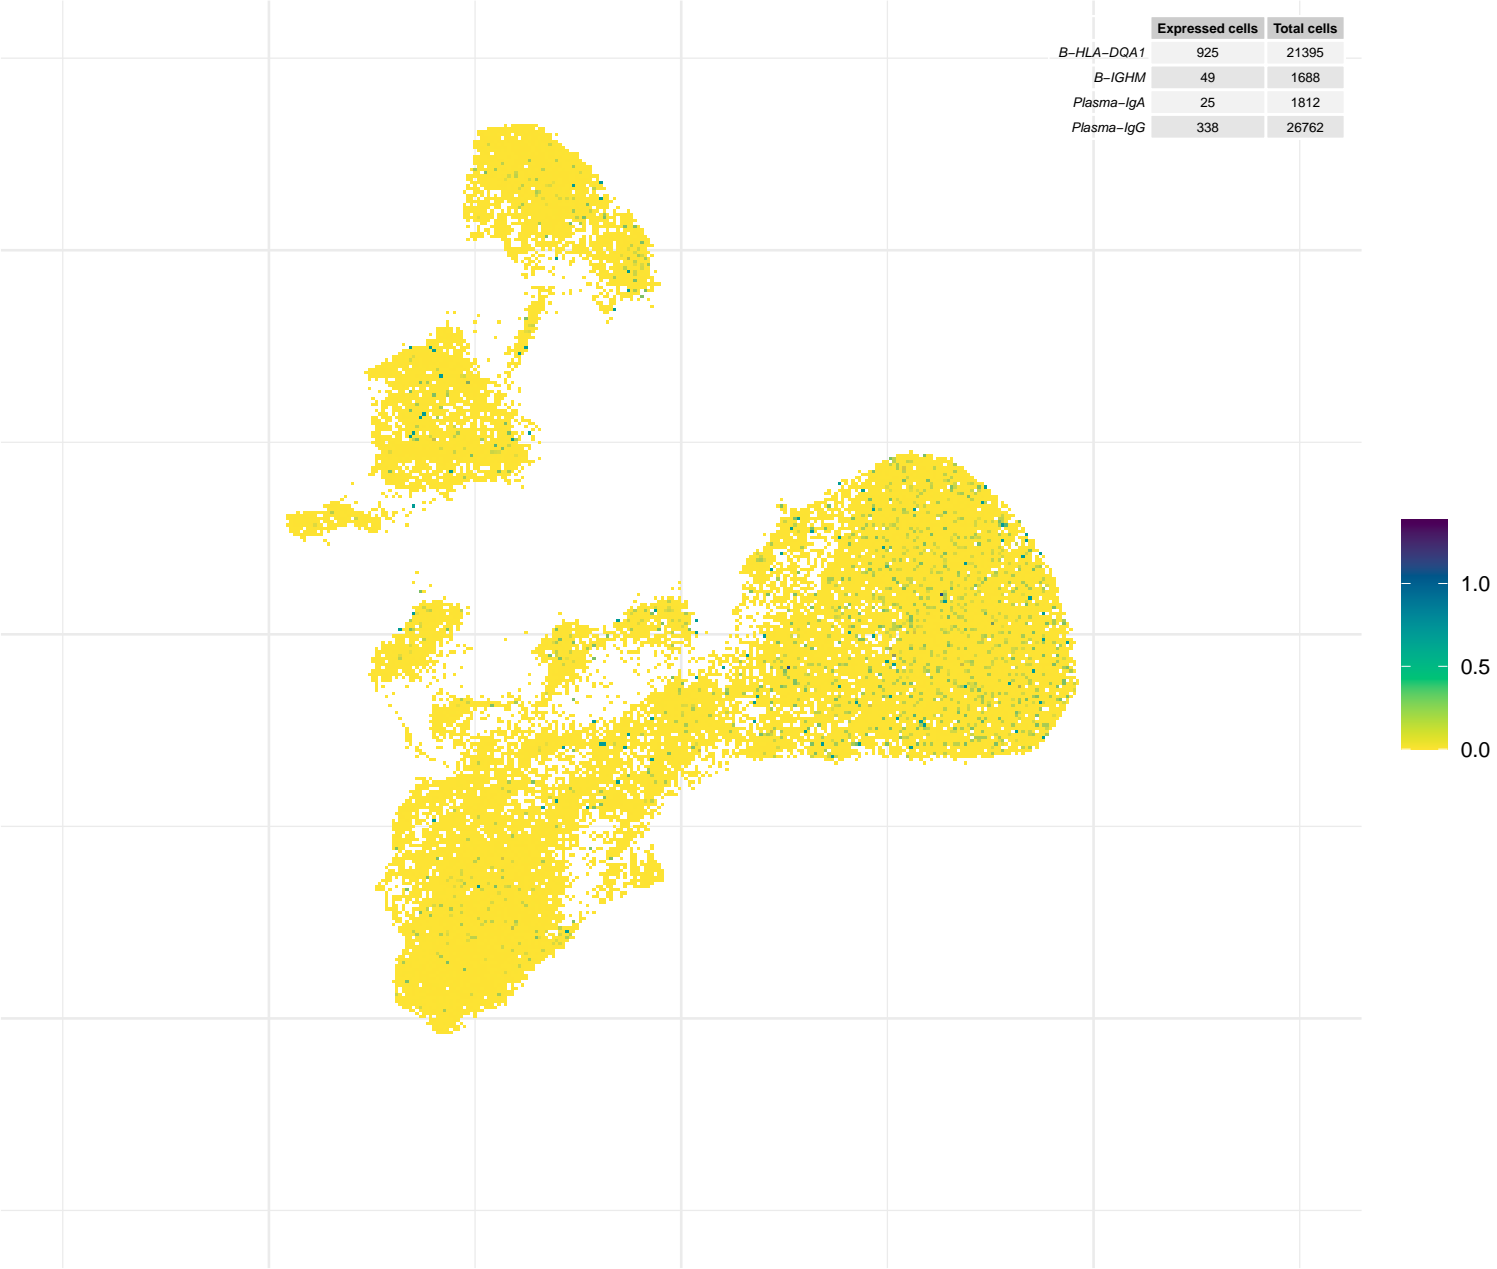 Expressed cells Total cells
B−HLA−DQA1 925 21395
B−IGHM 49 1688
Plasma−IgA 25 1812
Plasma−IgG 338 26762
1.0
0.5
0.0